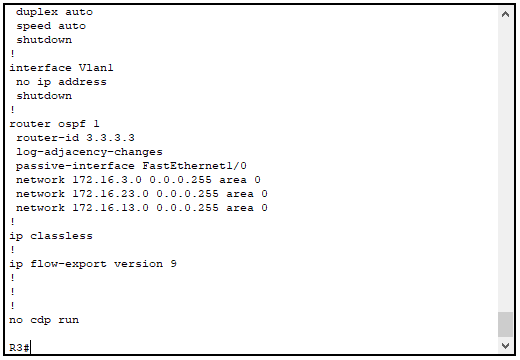 duplex auto
speed auto
shutdown
!
interface Vlan1
no ip address
shutdown
!
router ospf 1
router-id 3.3.3.3
log-adjacency-changes
passive-interface FastEthernet1/0
network 172.16.3.0 0.0.0.255 area 0
network 172.16.23.0 0.0.0.255 area 0
network 172.16.13.0 0.0.0.255 area 0
!
ip classless
!
ip flow-export version 9
!
!
!
no cdp run
R3#